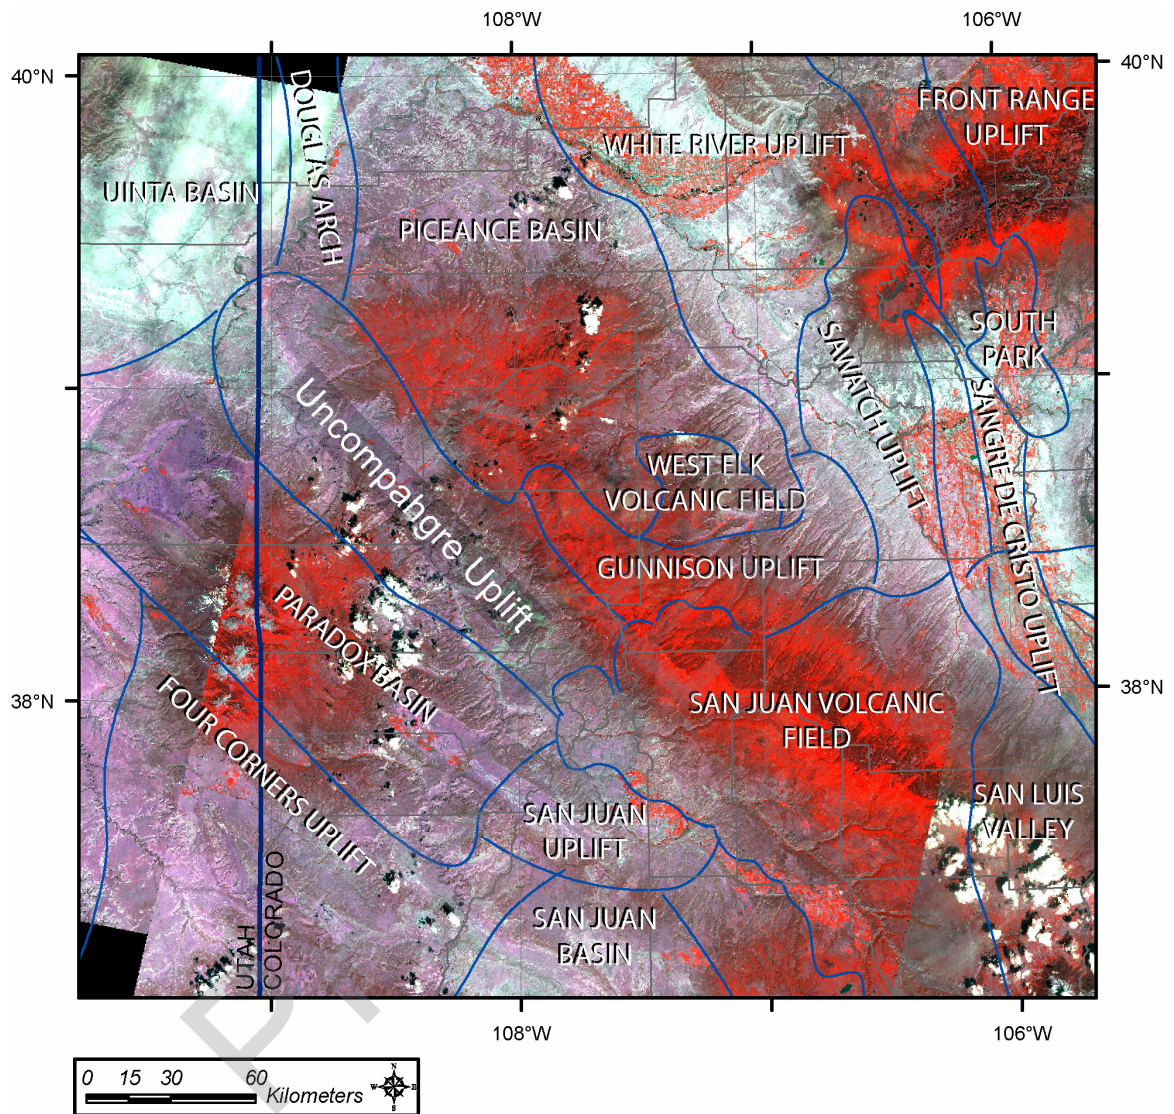 108°W
106°W
40°N
40°N
DOUGLAS ARCH
FRONT RANGE
UPLIFT
WHITE RIVER UPLIFT
UINTA BASIN
PICEANCE BASIN
SOUTH
PARK
SAWATCH UPLIFT
SANGRE DE CRISTO UPLIFT
Uncompahgre Uplift
WEST ELK
VOLCANIC FIELD
GUNNISON UPLIFT
PARADOX BASIN
38°N
38°N
FOUR CORNERS UPLIFT
SAN JUAN VOLCANIC
FIELD
SAN JUAN
UPLIFT
SAN LUIS
VALLEY
SAN JUAN
BASIN
UTAH
COLORADO
108°W
106°W
N
W
E
S
0 15 30 60
Kilometers